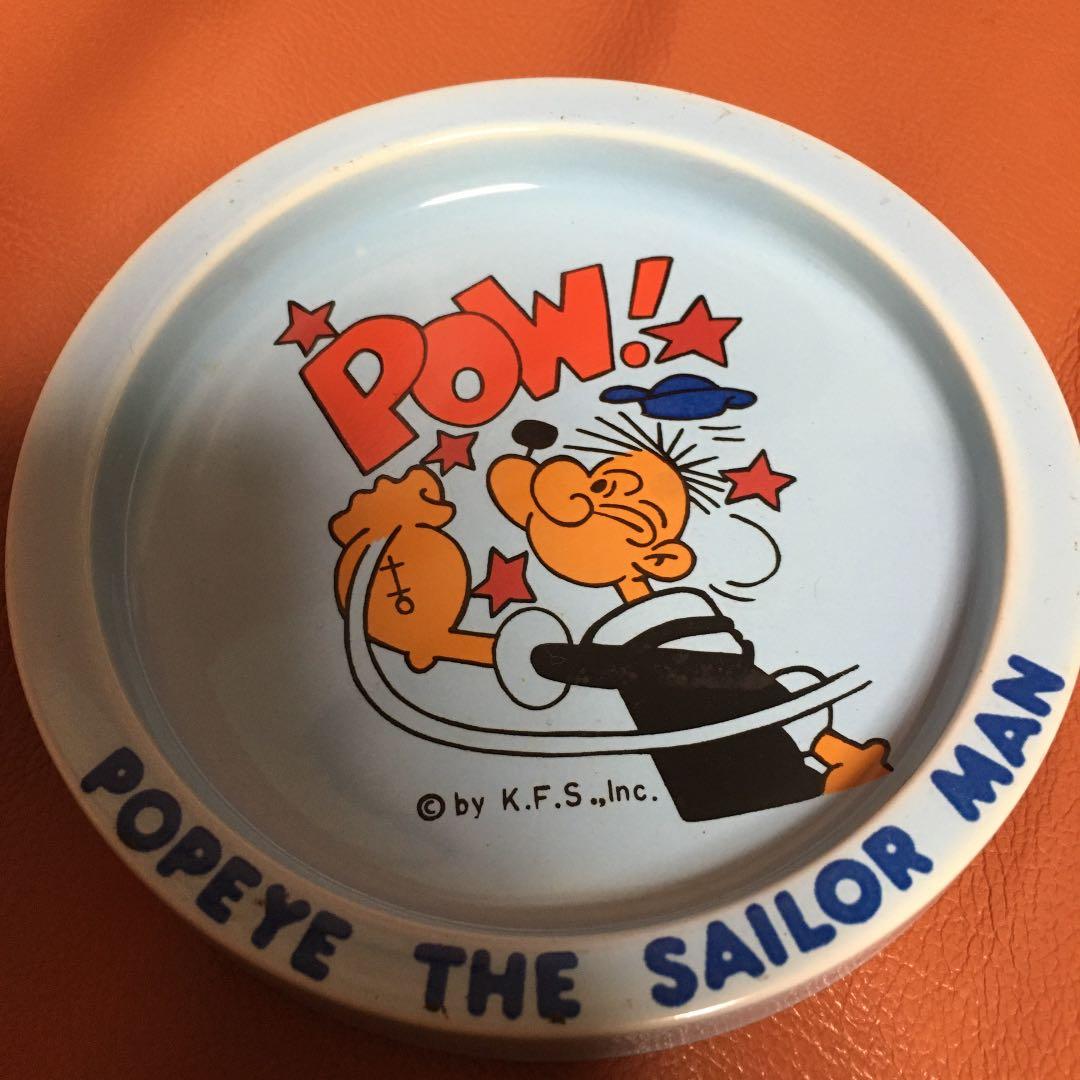 POW!
© by K.F.S.,Inc.
POPEYE THE SAILOR MAN